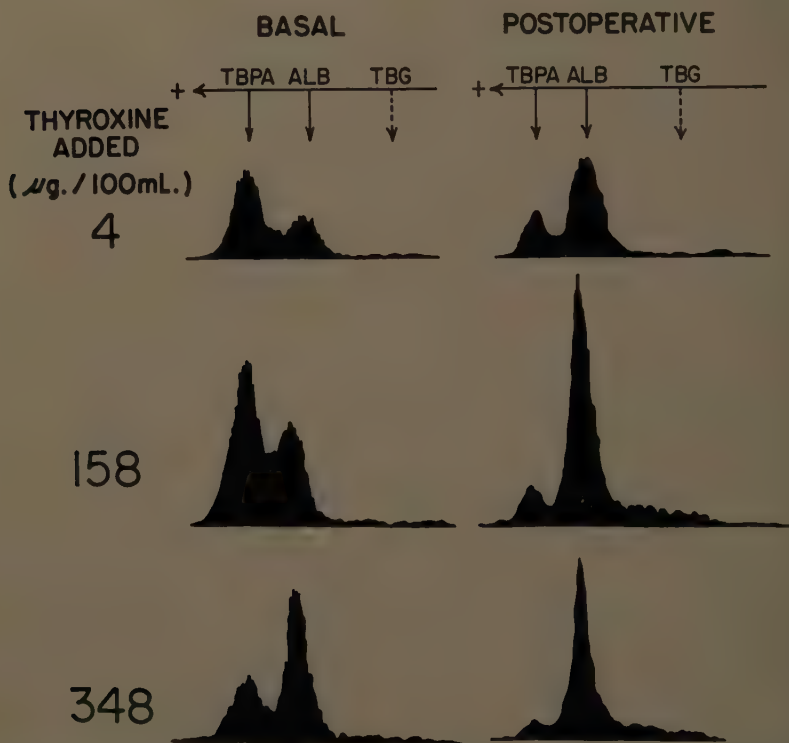 BASAL POSTOPERATIVE
+ TBPA ALB TBG + TBPA ALB TBG
THYROXINE
ADDED
(μg./100mL.)
4
158
348